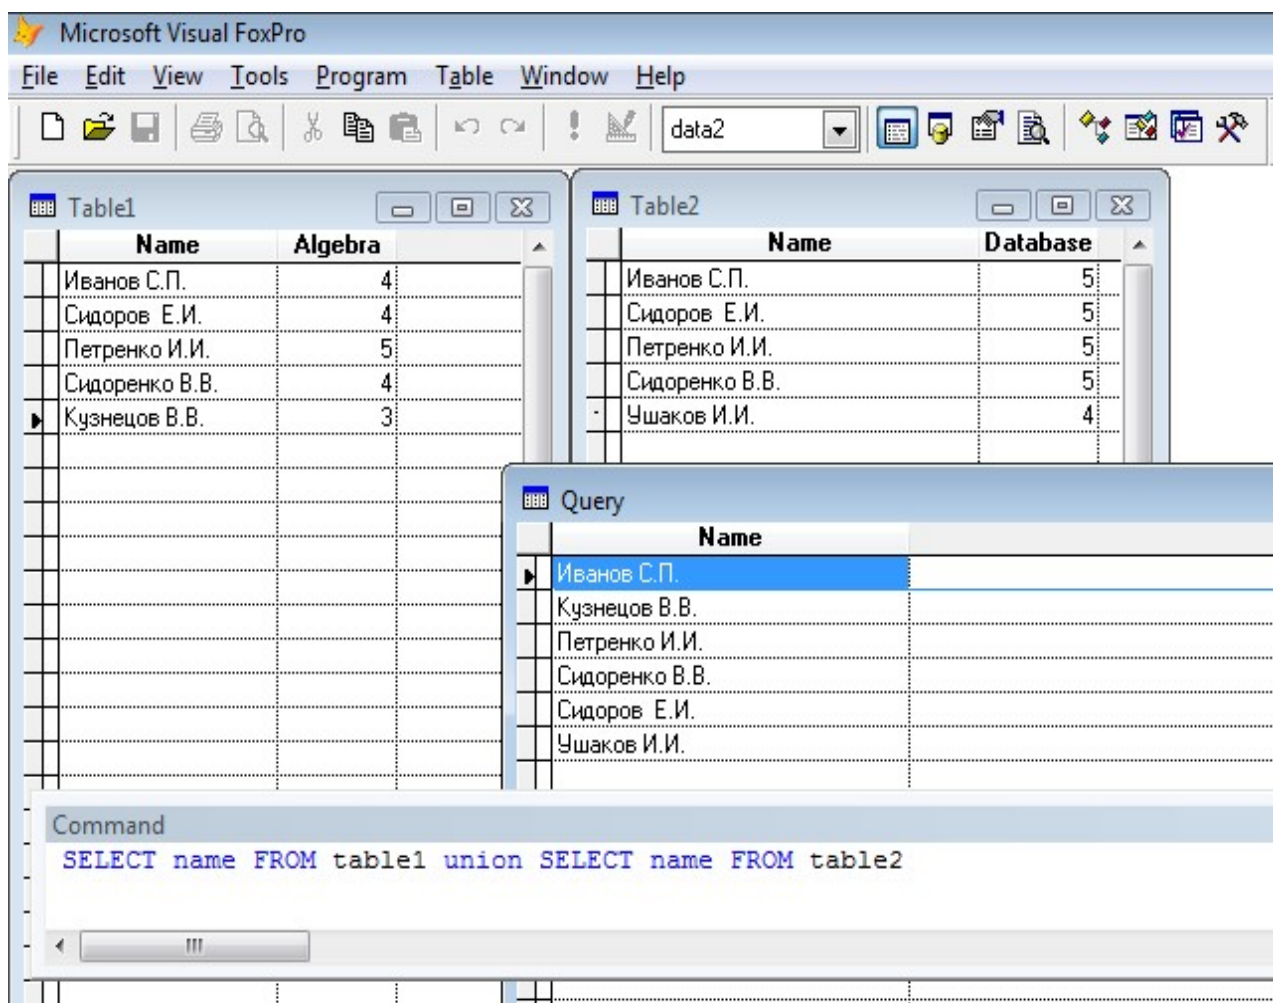 Microsoft Visual FoxPro
File Edit View Tools Program Table Window Help
data2
Table1
Name Algebra
Иванов С.П. 4
Сидоров  Е.И. 4
Петренко И.И. 5
Сидоренко В.В. 4
Кузнецов В.В. 3
Table2
Name Database
Иванов С.П. 5
Сидоров  Е.И. 5
Петренко И.И. 5
Сидоренко В.В. 5
Ушаков И.И. 4
Query
Name
Иванов С.П.
Кузнецов В.В.
Петренко И.И.
Сидоренко В.В.
Сидоров  Е.И.
Ушаков И.И.
Command
SELECT name FROM table1 union SELECT name FROM table2